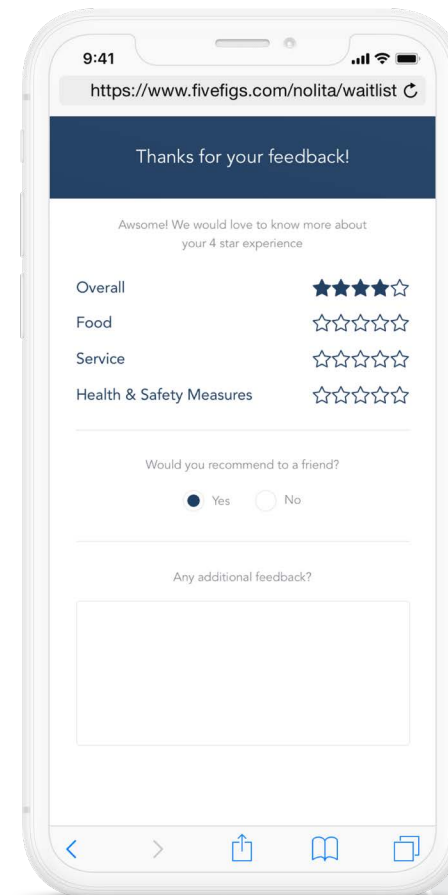 9:41
https://www.fivefigs.com/nolita/waitlist
Thanks for your feedback!
Awsome! We would love to know more about
your 4 star experience
Overall
Food
Service
Health & Safety Measures
Would you recommend to a friend?
Yes No
Any additional feedback?